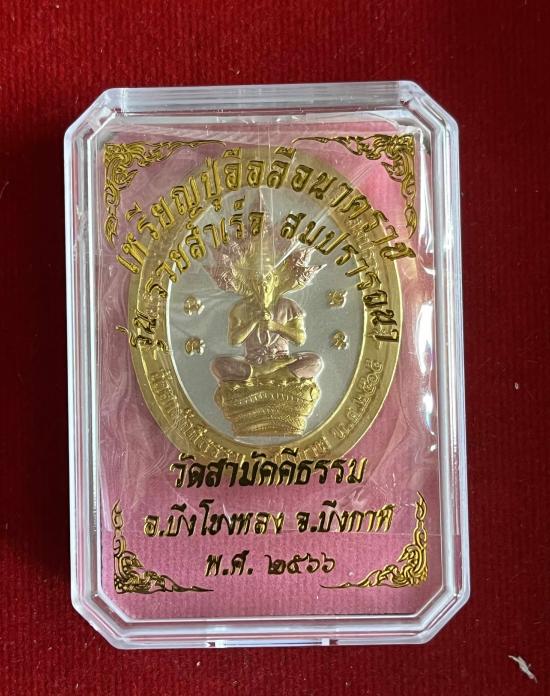 เหรียญปู่อือลือนาคราช
รุ่น รวยสำเร็จ สมปรารถนา
วัดสามัคคีธรรม
อ.บึงโขงหลง จ.บึงกาฬ
พ.ศ. ๒๕๖๖